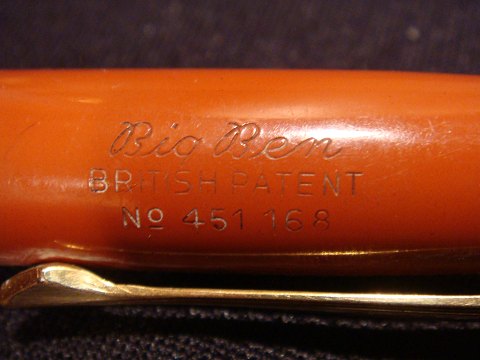 Big Ben
BRITISH PATENT
Nº 451 168